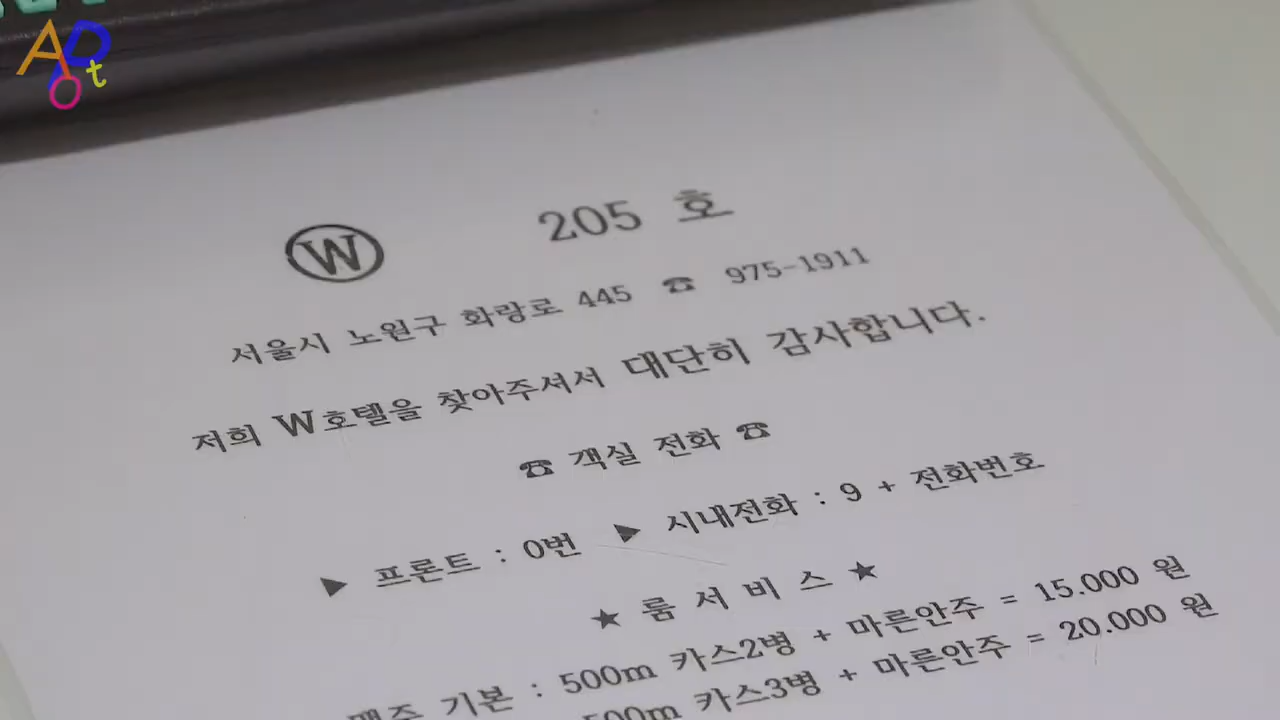 ADot
W 205 호
서울시 노원구 화랑로 445 ☎ 975-1911
저희 W호텔을 찾아주셔서 대단히 감사합니다.
☎ 객실 전화 ☎
▶ 프론트 : 0번 ▶ 시내전화 : 9 + 전화번호
★ 룸 서 비 스 ★
맥주 기본 : 500m 카스2병 + 마른안주 = 15.000 원
500m 카스3병 + 마른안주 = 20.000 원